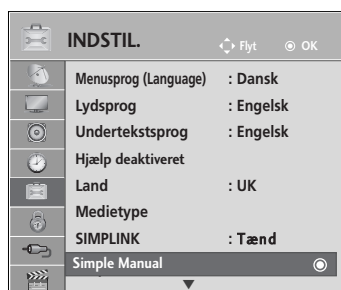 INDSTIL. Flyt OK
Menusprog (Language) : Dansk
Lydsprog : Engelsk
Undertekstsprog : Engelsk
Hjælp deaktiveret
Land : UK
Medietype
SIMPLINK : Tænd
Simple Manual